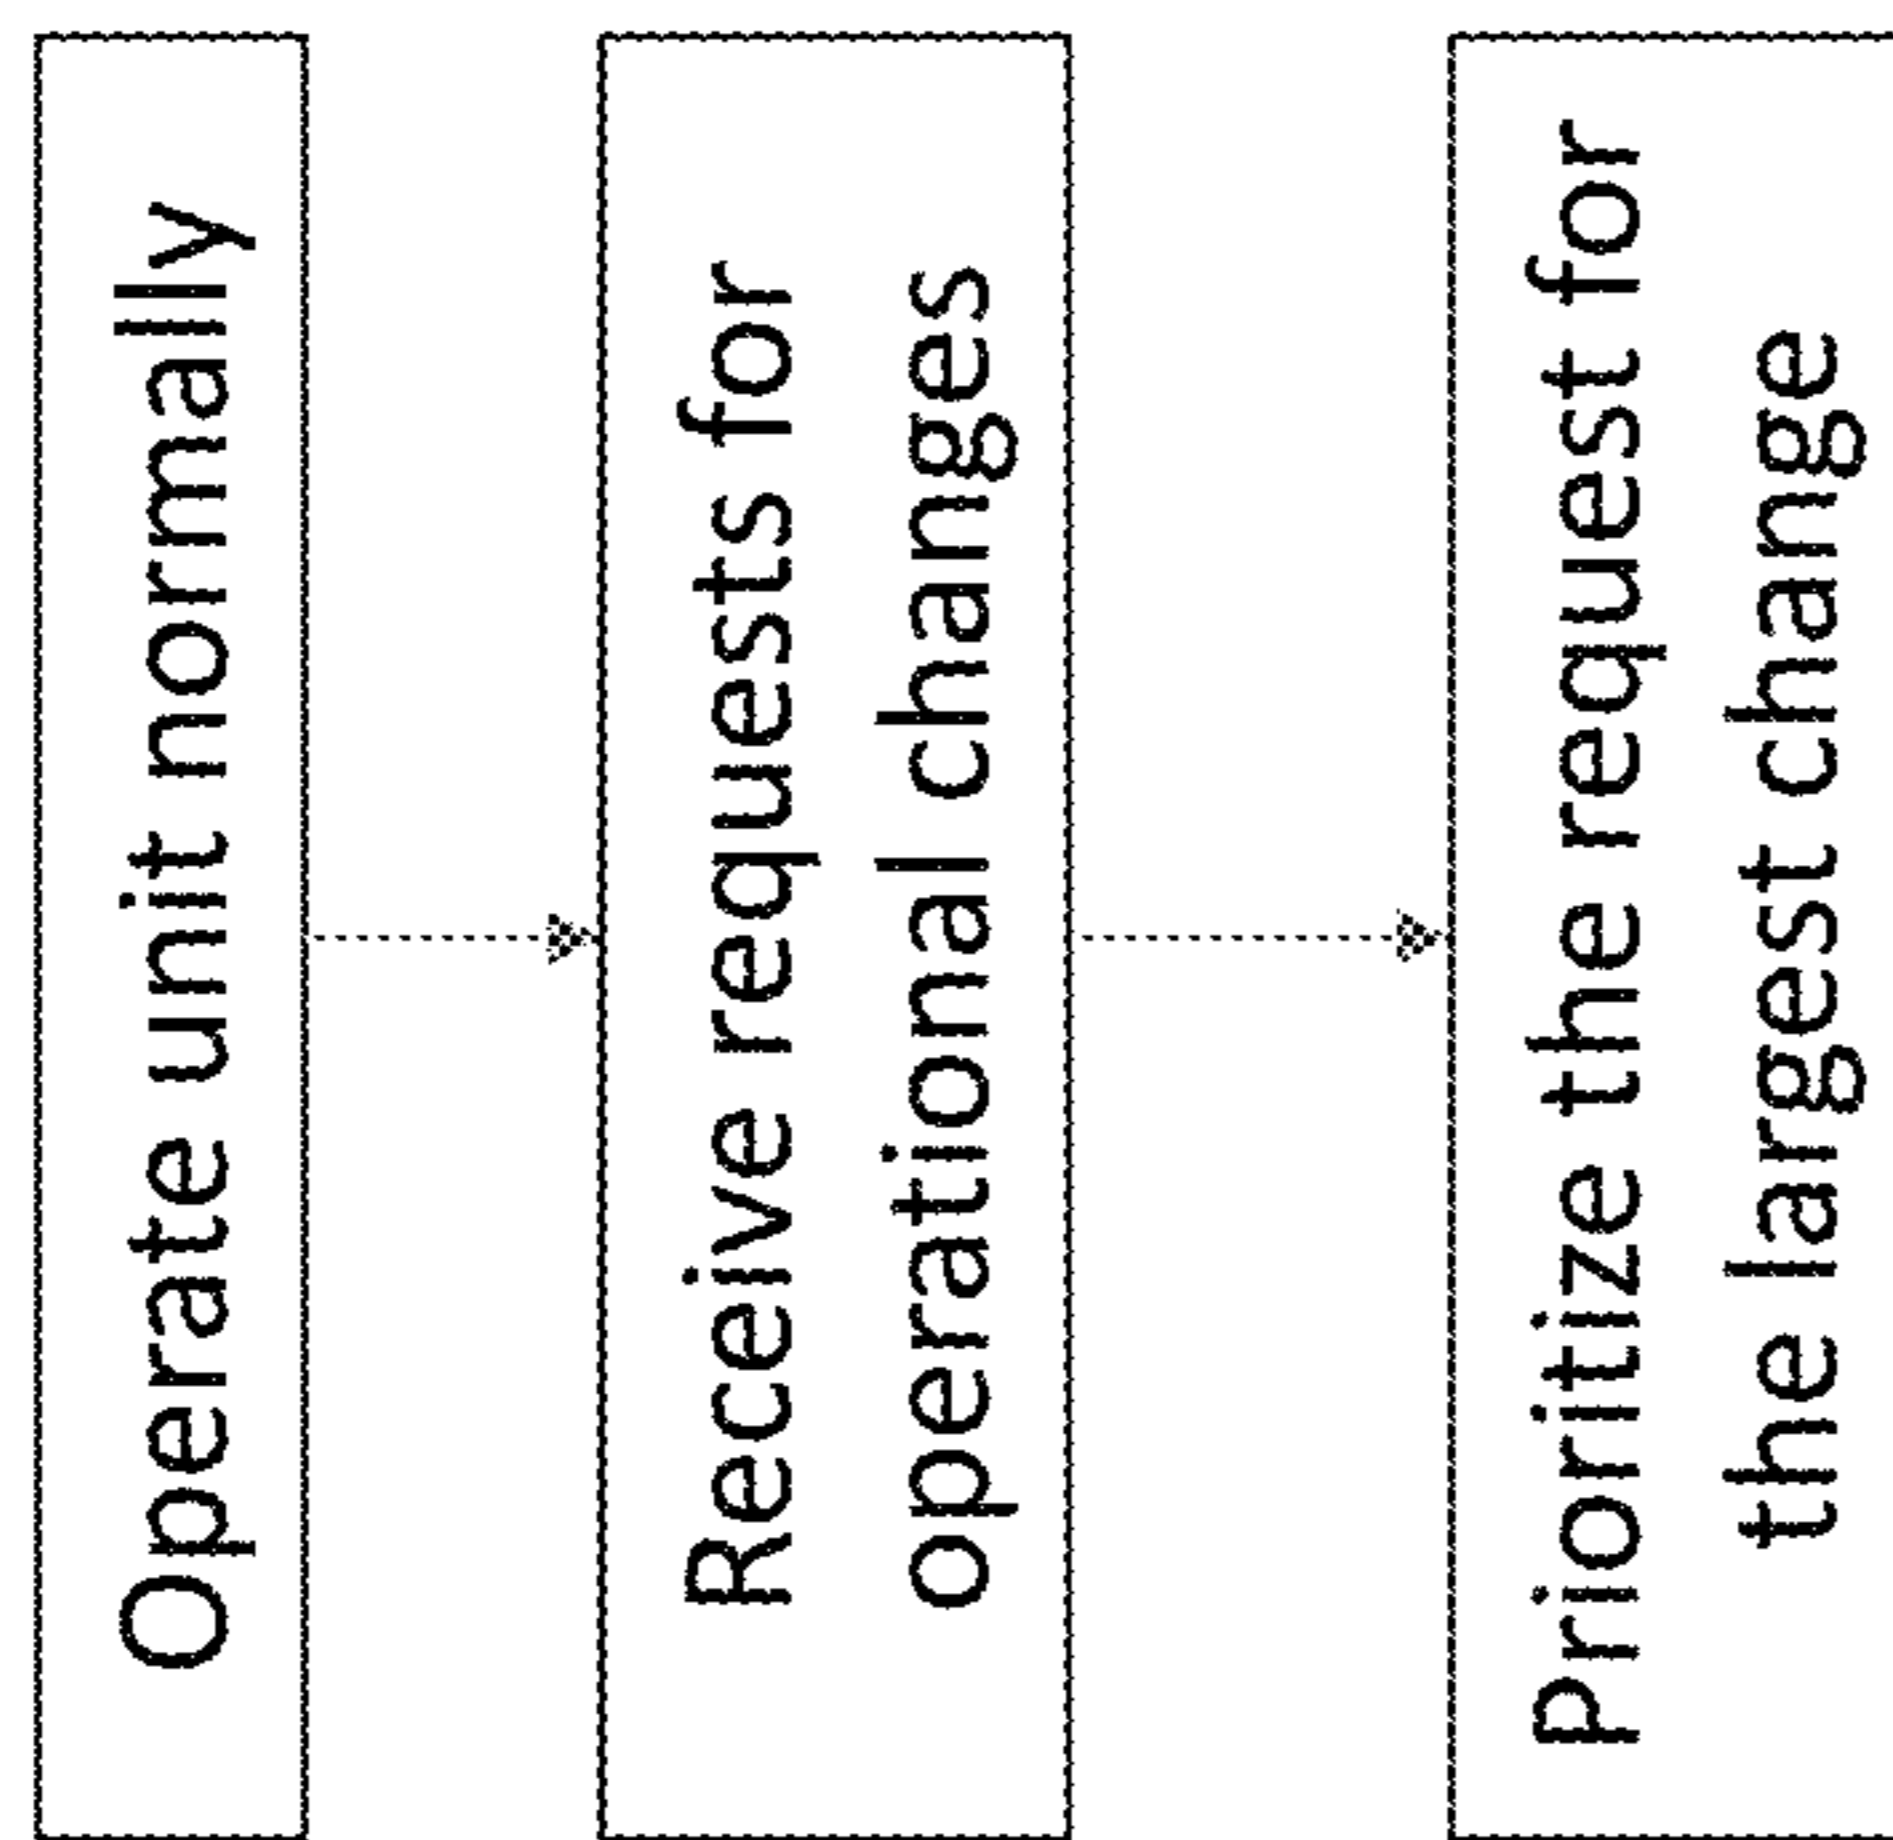 Operate unit normally
Receive requests for
operational changes
Prioritize the request for
the largest change